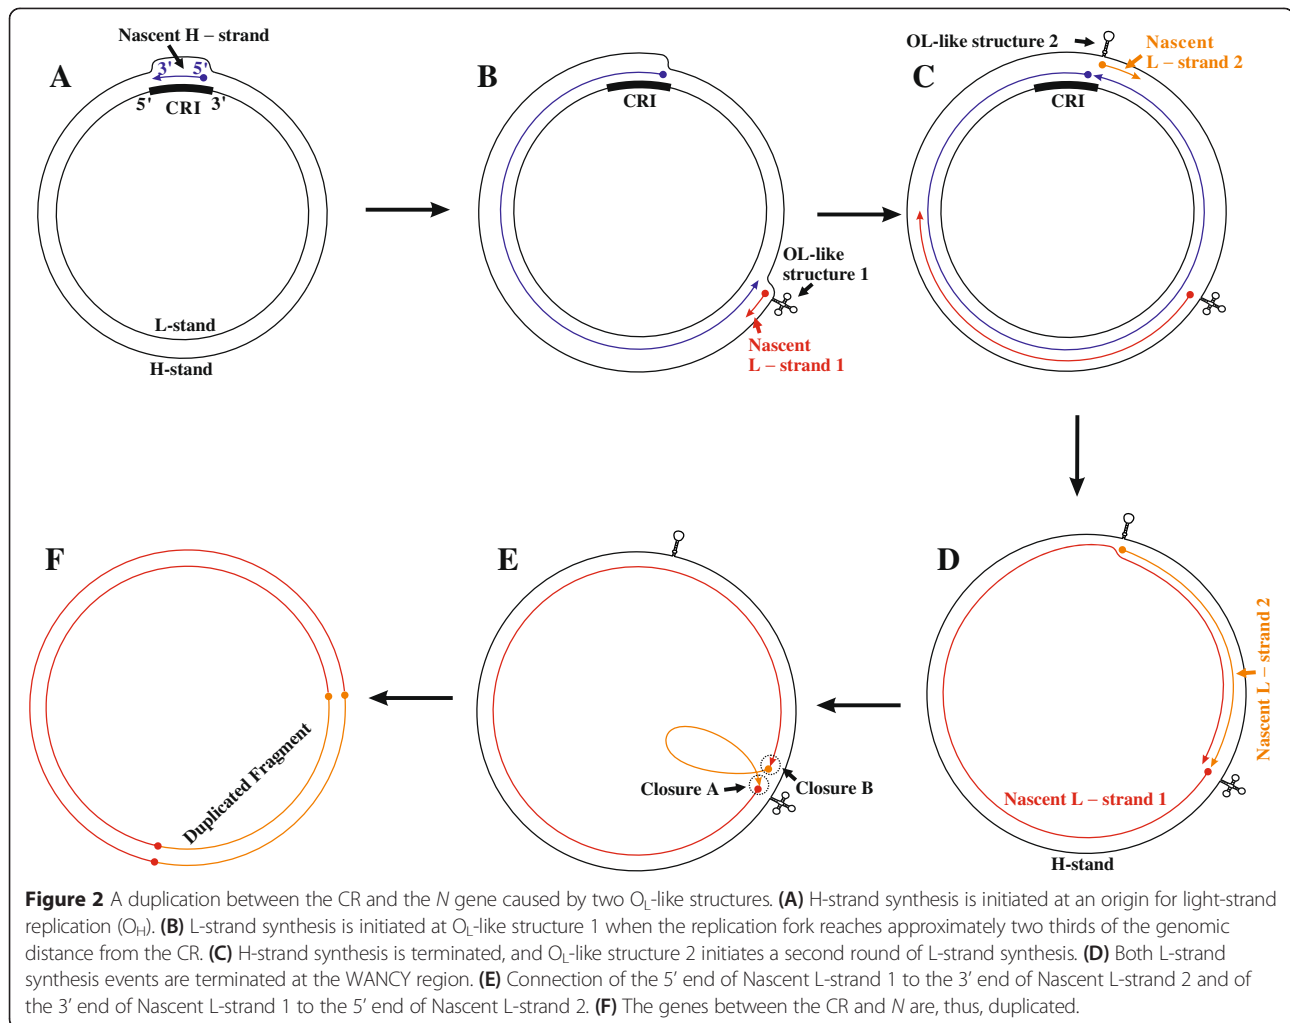 Nascent H – strand
A
3' 5'
5' CRI 3'
L-stand
H-stand
B
CRI
OL-like
structure 1
Nascent
L – strand 1
OL-like structure 2
Nascent
L – strand 2
C
CRI
D
Nascent L – strand 2
Nascent L – strand 1
H-stand
E
Closure A
Closure B
F
Duplicated Fragment
Figure 2 A duplication between the CR and the N gene caused by two OL-like structures. (A) H-strand synthesis is initiated at an origin for light-strand
replication (OH). (B) L-strand synthesis is initiated at OL-like structure 1 when the replication fork reaches approximately two thirds of the genomic
distance from the CR. (C) H-strand synthesis is terminated, and OL-like structure 2 initiates a second round of L-strand synthesis. (D) Both L-strand
synthesis events are terminated at the WANCY region. (E) Connection of the 5′ end of Nascent L-strand 1 to the 3′ end of Nascent L-strand 2 and of
the 3′ end of Nascent L-strand 1 to the 5′ end of Nascent L-strand 2. (F) The genes between the CR and N are, thus, duplicated.